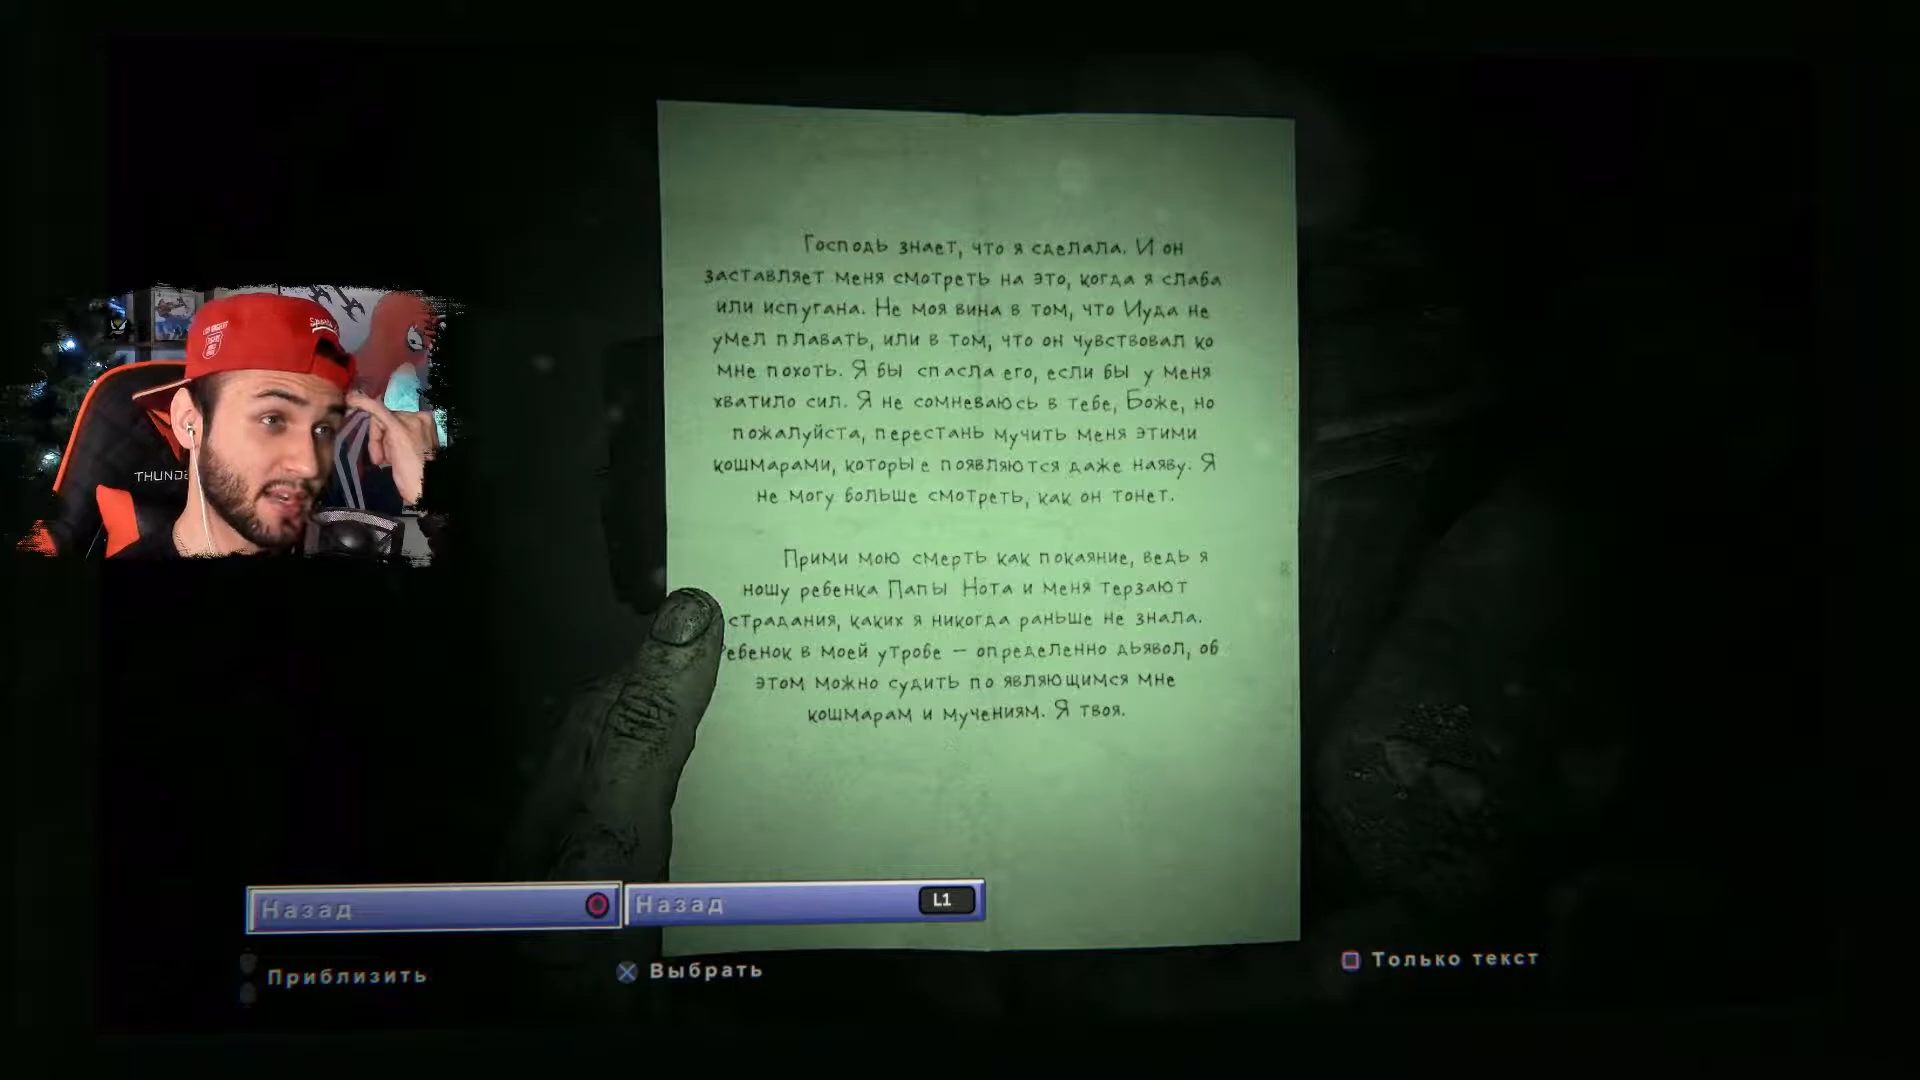 Господь знает, что я сделала. И он
заставляет меня смотреть на это, когда я слаба
или испугана. Не моя вина в том, что Иуда не
умел плавать, или в том, что он чувствовал ко
мне похоть. Я бы спасла его, если бы у меня
хватило сил. Я не сомневаюсь в тебе, Боже, но
пожалуйста, перестань мучить меня этими
кошмарами, которые появляются даже наяву. Я
не могу больше смотреть, как он тонет.
Прими мою смерть как покаяние, ведь я
ношу ребенка Папы Нота и меня терзают
страдания, каких я никогда раньше не знала.
Ребенок в моей утробе — определенно дьявол, об
этом можно судить по являющимся мне
кошмарам и мучениям. Я твоя.
THUNDE
Назад Назад L1
Приблизить Выбрать Только текст